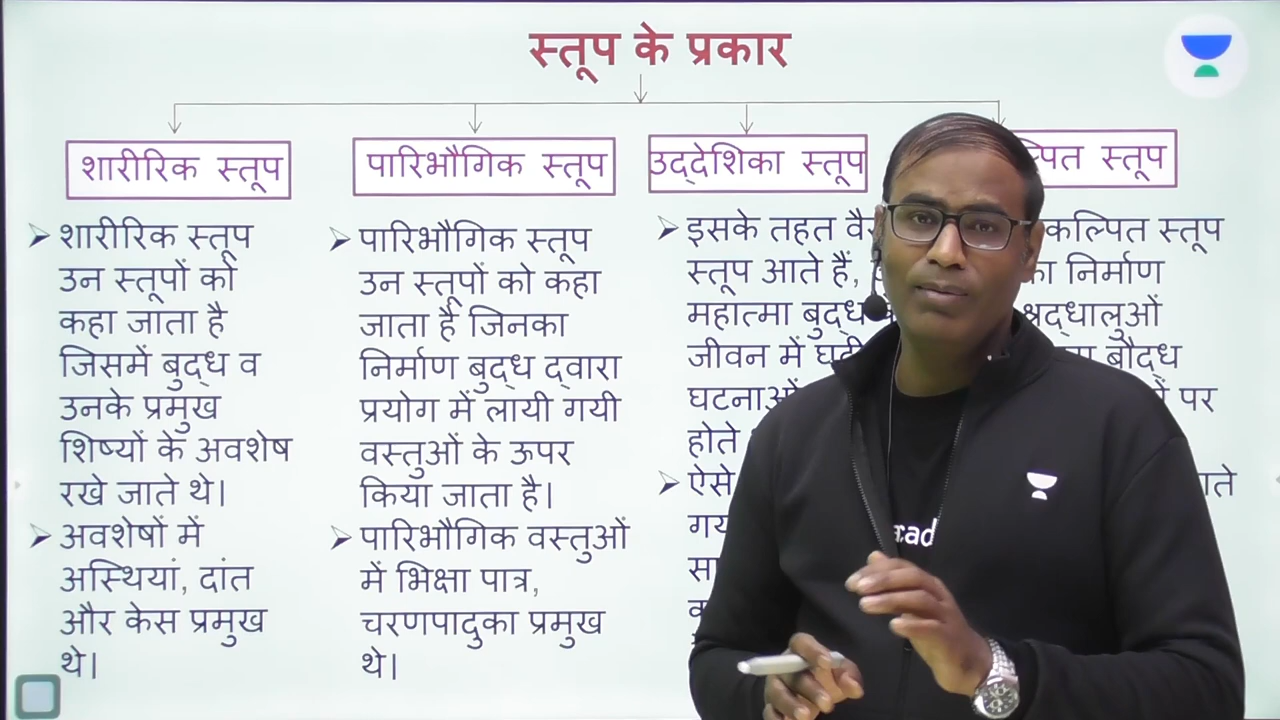 स्तूप के प्रकार
शारीरिक स्तूप
पारिभौगिक स्तूप
उद्देशिका स्तूप
स्तूप
शारीरिक स्तूप
उन स्तूपों को
कहा जाता है
जिसमें बुद्ध व
उनके प्रमुख
शिष्यों के अवशेष
रखे जाते थे।
अवशेषों में
अस्थियां, दांत
और केस प्रमुख
थे।
पारिभौगिक स्तूप
उन स्तूपों को कहा
जाता है जिनका
निर्माण बुद्ध द्वारा
प्रयोग में लायी गयी
वस्तुओं के ऊपर
किया जाता है।
पारिभौगिक वस्तुओं
में भिक्षा पात्र,
चरणपादुका प्रमुख
थे।
इसके तहत
स्तूप आते हैं,
महात्मा बुद्ध
जीवन में
होते
ऐसे
कल्पित स्तूप
निर्माण
श्रद्धालुओं
बौद्ध
पर